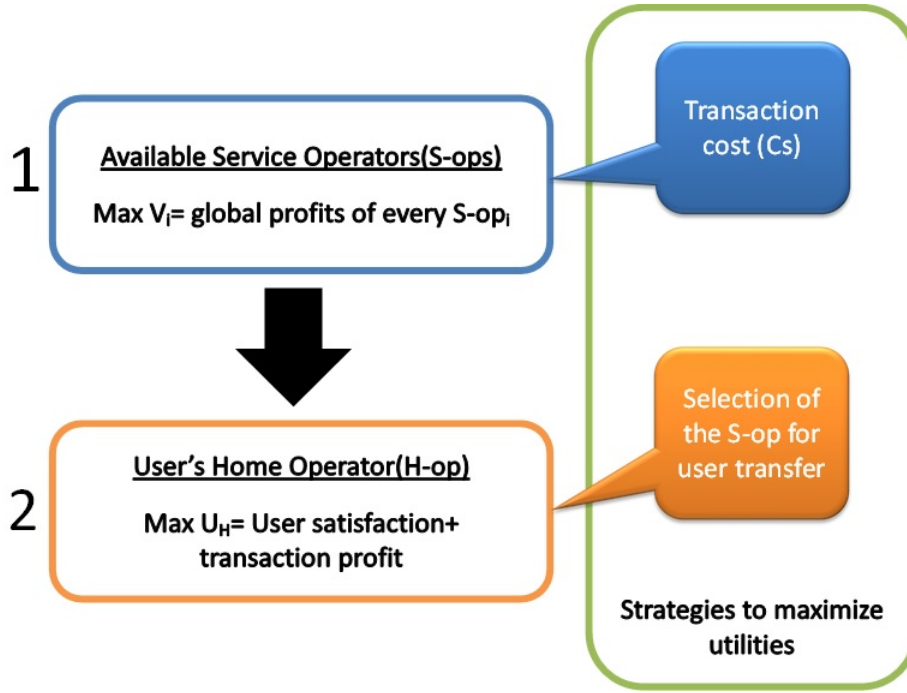 1
Available Service Operators(S-ops)
Max Vᵢ= global profits of every S-opᵢ
Transaction
cost (Cs)
2
User’s Home Operator(H-op)
Max U_H= User satisfaction+
transaction profit
Selection of
the S-op for
user transfer
Strategies to maximize
utilities